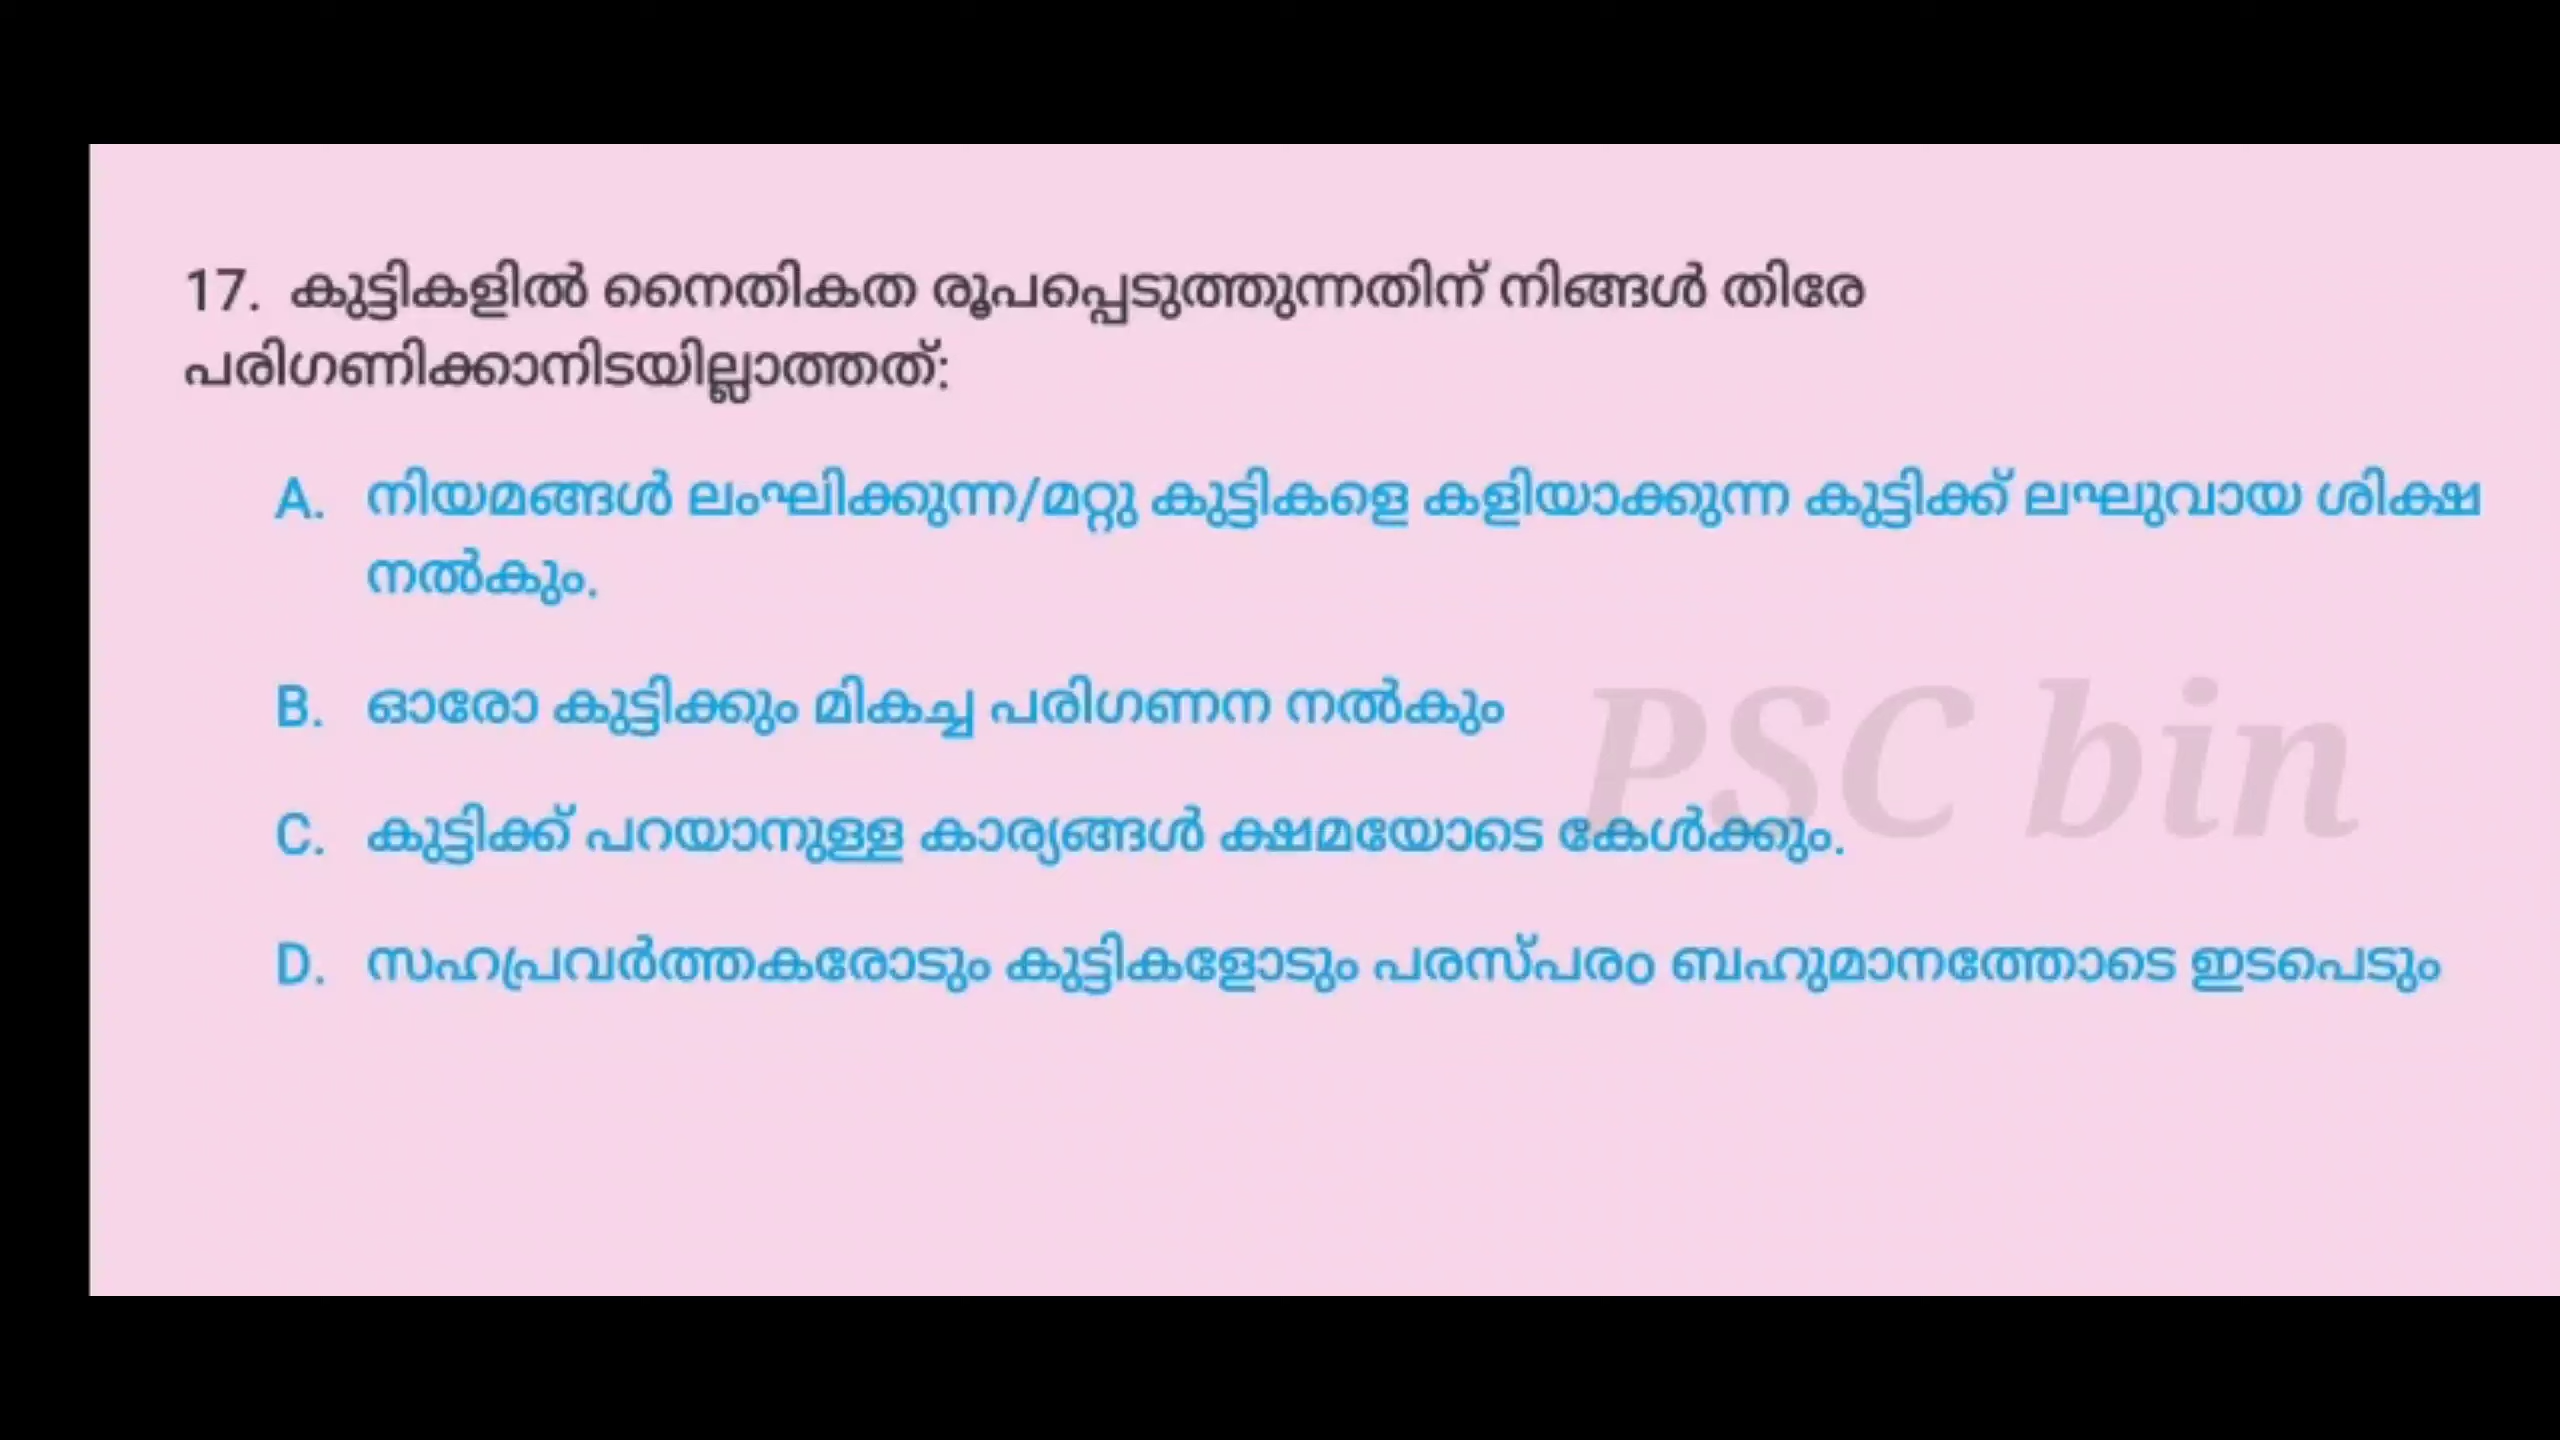 17. കുട്ടികളിൽ നൈതികത രൂപപ്പെടുത്തുന്നതിന് നിങ്ങൾ തിരേ
പരിഗണിക്കാനിടയില്ലാത്തത്:
A. നിയമങ്ങൾ ലംഘിക്കുന്ന/മറ്റു കുട്ടികളെ കളിയാക്കുന്ന കുട്ടിക്ക് ലഘുവായ ശിക്ഷ
നൽകും.
B. ഓരോ കുട്ടിക്കും മികച്ച പരിഗണന നൽകും
PSC bin
C. കുട്ടിക്ക് പറയാനുള്ള കാര്യങ്ങൾ ക്ഷമയോടെ കേൾക്കും.
D. സഹപ്രവർത്തകരോടും കുട്ടികളോടും പരസ്പരം ബഹുമാനത്തോടെ ഇടപെടും